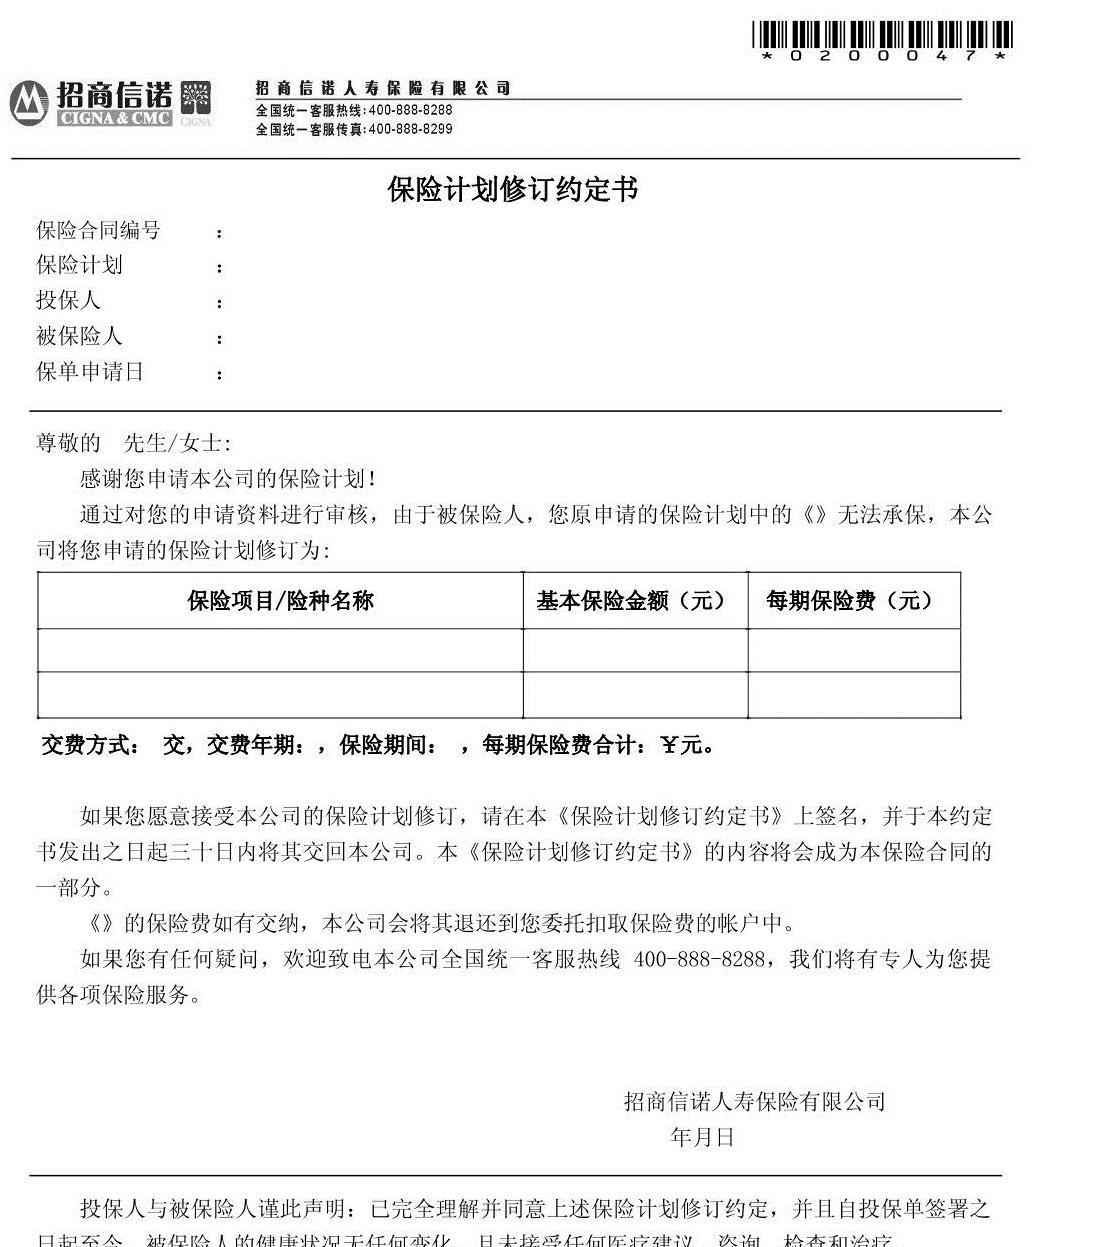 *0200047*
招商信诺
CIGNA & CMC
CIGNA
招商信诺人寿保险有限公司
全国统一客服热线:400-888-8288
全国统一客服传真:400-888-8299
保险计划修订约定书
保险合同编号 :
保险计划 :
投保人 :
被保险人 :
保单申请日 :
尊敬的 先生/女士:
感谢您申请本公司的保险计划!
通过对您的申请资料进行审核，由于被保险人，您原申请的保险计划中的《》无法承保，本公
司将您申请的保险计划修订为:
保险项目/险种名称 基本保险金额（元） 每期保险费（元）
交费方式： 交，交费年期：，保险期间： ，每期保险费合计：￥元。
如果您愿意接受本公司的保险计划修订，请在本《保险计划修订约定书》上签名，并于本约定
书发出之日起三十日内将其交回本公司。本《保险计划修订约定书》的内容将会成为本保险合同的
一部分。
《》的保险费如有交纳，本公司会将其退还到您委托扣取保险费的帐户中。
如果您有任何疑问，欢迎致电本公司全国统一客服热线 400-888-8288，我们将有专人为您提
供各项保险服务。
招商信诺人寿保险有限公司
年月日
投保人与被保险人谨此声明：已完全理解并同意上述保险计划修订约定，并且自投保单签署之
日起至今，被保险人的健康状况无任何变化，且未接受任何医疗建议、咨询、检查和治疗。